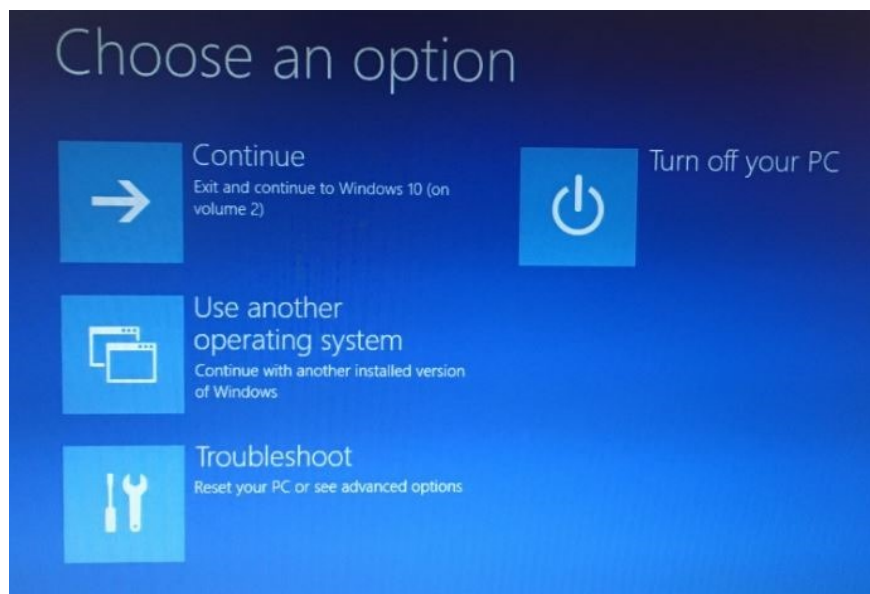 Choose an option
Continue
Exit and continue to Windows 10 (on
volume 2)
Turn off your PC
Use another
operating system
Continue with another installed version
of Windows
Troubleshoot
Reset your PC or see advanced options